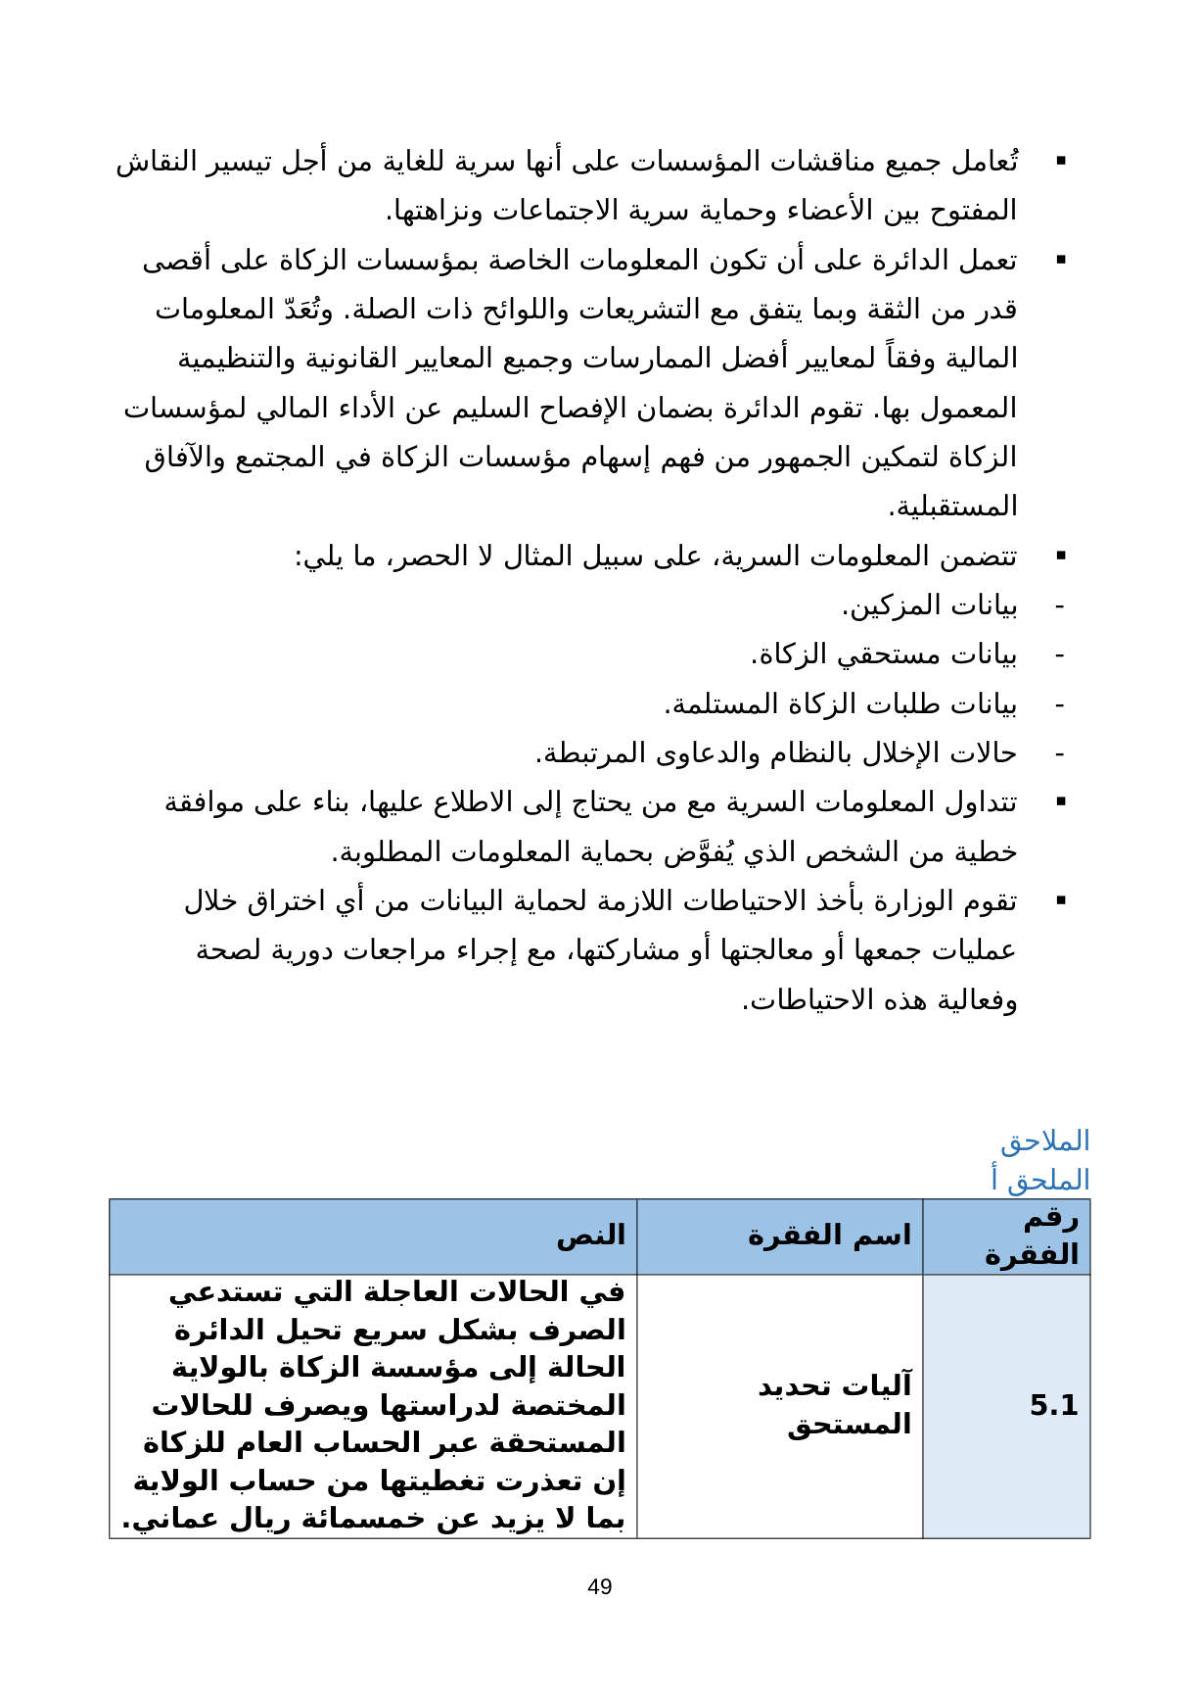 ▪ تُعامل جميع مناقشات المؤسسات على أنها سرية للغاية من أجل تيسير النقاش
المفتوح بين الأعضاء وحماية سرية الاجتماعات ونزاهتها.
▪ تعمل الدائرة على أن تكون المعلومات الخاصة بمؤسسات الزكاة على أقصى
قدر من الثقة وبما يتفق مع التشريعات واللوائح ذات الصلة. وتُعَدّ المعلومات
المالية وفقاً لمعايير أفضل الممارسات وجميع المعايير القانونية والتنظيمية
المعمول بها. تقوم الدائرة بضمان الإفصاح السليم عن الأداء المالي لمؤسسات
الزكاة لتمكين الجمهور من فهم إسهام مؤسسات الزكاة في المجتمع والآفاق
المستقبلية.
▪ تتضمن المعلومات السرية، على سبيل المثال لا الحصر، ما يلي:
- بيانات المزكين.
- بيانات مستحقي الزكاة.
- بيانات طلبات الزكاة المستلمة.
- حالات الإخلال بالنظام والدعاوى المرتبطة.
▪ تتداول المعلومات السرية مع من يحتاج إلى الاطلاع عليها، بناء على موافقة
خطية من الشخص الذي يُفوَّض بحماية المعلومات المطلوبة.
▪ تقوم الوزارة بأخذ الاحتياطات اللازمة لحماية البيانات من أي اختراق خلال
عمليات جمعها أو معالجتها أو مشاركتها، مع إجراء مراجعات دورية لصحة
وفعالية هذه الاحتياطات.
الملاحق
الملحق أ
رقم
الفقرة
اسم الفقرة
النص
5.1
آليات تحديد
المستحق
في الحالات العاجلة التي تستدعي
الصرف بشكل سريع تحيل الدائرة
الحالة إلى مؤسسة الزكاة بالولاية
المختصة لدراستها ويصرف للحالات
المستحقة عبر الحساب العام للزكاة
إن تعذرت تغطيتها من حساب الولاية
بما لا يزيد عن خمسمائة ريال عماني.
49